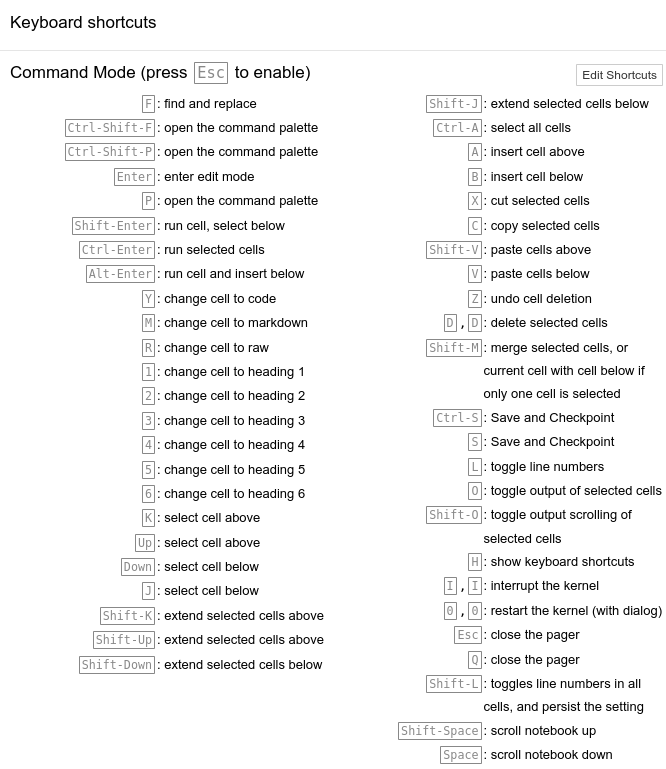 Keyboard shortcuts
Command Mode (press Esc to enable)
Edit Shortcuts
F : find and replace
Ctrl-Shift-F : open the command palette
Ctrl-Shift-P : open the command palette
Enter : enter edit mode
P : open the command palette
Shift-Enter : run cell, select below
Ctrl-Enter : run selected cells
Alt-Enter : run cell and insert below
Y : change cell to code
M : change cell to markdown
R : change cell to raw
1 : change cell to heading 1
2 : change cell to heading 2
3 : change cell to heading 3
4 : change cell to heading 4
5 : change cell to heading 5
6 : change cell to heading 6
K : select cell above
Up : select cell above
Down : select cell below
J : select cell below
Shift-K : extend selected cells above
Shift-Up : extend selected cells above
Shift-Down : extend selected cells below
Shift-J : extend selected cells below
Ctrl-A : select all cells
A : insert cell above
B : insert cell below
X : cut selected cells
C : copy selected cells
Shift-V : paste cells above
V : paste cells below
Z : undo cell deletion
D , D : delete selected cells
Shift-M : merge selected cells, or
current cell with cell below if
only one cell is selected
Ctrl-S : Save and Checkpoint
S : Save and Checkpoint
L : toggle line numbers
O : toggle output of selected cells
Shift-O : toggle output scrolling of
selected cells
H : show keyboard shortcuts
I , I : interrupt the kernel
0 , 0 : restart the kernel (with dialog)
Esc : close the pager
Q : close the pager
Shift-L : toggles line numbers in all
cells, and persist the setting
Shift-Space : scroll notebook up
Space : scroll notebook down